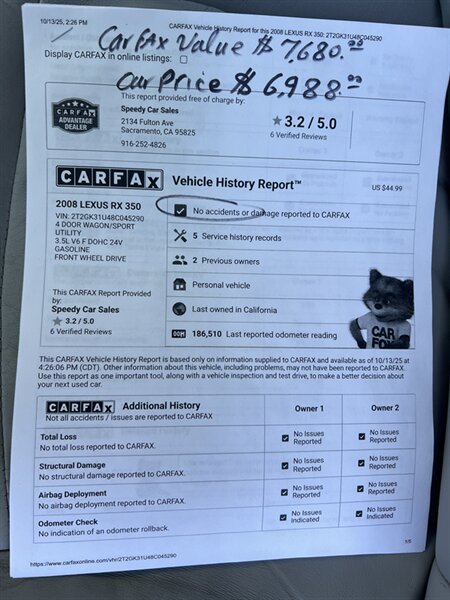 10/13/25, 2:26 PM CARFAX Vehicle History Report for this 2008 LEXUS RX 350: 2T2GK31U48C045290
CarFAX Value $ 7,680.00
Display CARFAX in online listings:
Car Price $ 6,988.00
This report provided free of charge by:
CARFAX
ADVANTAGE
DEALER
Speedy Car Sales
2134 Fulton Ave
Sacramento, CA 95825
916-252-4826
3.2 / 5.0
6 Verified Reviews
CARFAX Vehicle History Report™
US $44.99
2008 LEXUS RX 350
VIN: 2T2GK31U48C045290
4 DOOR WAGON/SPORT
UTILITY
3.5L V6 F DOHC 24V
GASOLINE
FRONT WHEEL DRIVE
This CARFAX Report Provided
by:
Speedy Car Sales
3.2 / 5.0
6 Verified Reviews
No accidents or damage reported to CARFAX
5 Service history records
2 Previous owners
Personal vehicle
Last owned in California
186,510 Last reported odometer reading
CAR
FOX
This CARFAX Vehicle History Report is based only on information supplied to CARFAX and available as of 10/13/25 at
4:26:06 PM (CDT). Other information about this vehicle, including problems, may not have been reported to CARFAX.
Use this report as one important tool, along with a vehicle inspection and test drive, to make a better decision about
your next used car.
CARFAX Additional History
Not all accidents / issues are reported to CARFAX
Owner 1
Owner 2
Total Loss
No total loss reported to CARFAX.
No Issues
Reported
No Issues
Reported
Structural Damage
No structural damage reported to CARFAX.
No Issues
Reported
No Issues
Reported
Airbag Deployment
No airbag deployment reported to CARFAX.
No Issues
Reported
No Issues
Reported
Odometer Check
No indication of an odometer rollback.
No Issues
Indicated
No Issues
Indicated
https://www.carfaxonline.com/vhr/2T2GK31U48C045290
1/5